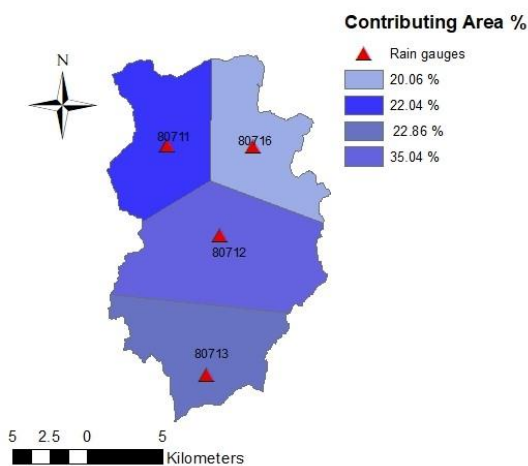 Contributing Area %
Rain gauges
20.06 %
22.04 %
22.86 %
35.04 %
N
80711
80716
80712
80713
5 2.5 0 5
Kilometers